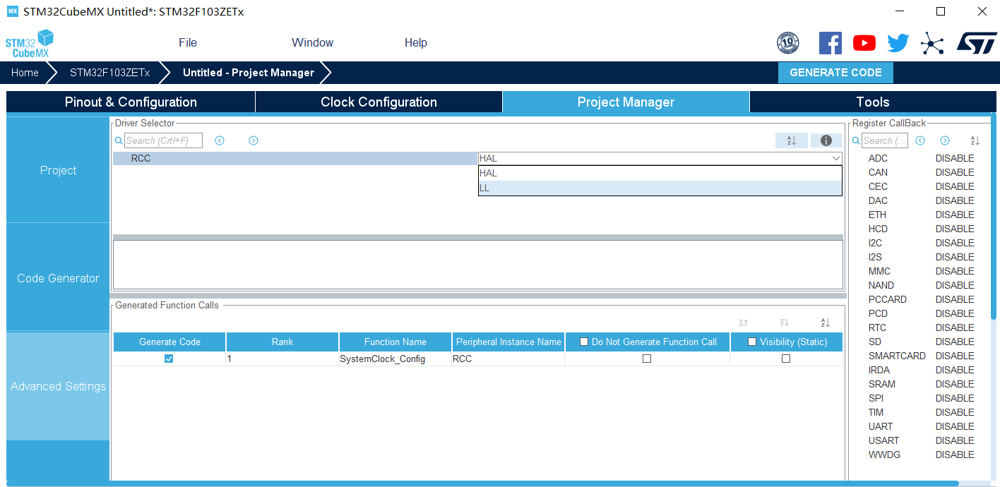 MX STM32CubeMX Untitled*: STM32F103ZETx
STM32 CubeMX
File Window Help
10
ST
Home STM32F103ZETx Untitled - Project Manager GENERATE CODE
Pinout & Configuration Clock Configuration Project Manager Tools
Project
Code Generator
Advanced Settings
Driver Selector
Search (Crtl+F)
RCC HAL
HAL
LL
Generated Function Calls
Generate Code Rank Function Name Peripheral Instance Name Do Not Generate Function Call Visibility (Static)
1 SystemClock_Config RCC
Register CallBack
Search (...
ADC DISABLE
CAN DISABLE
CEC DISABLE
DAC DISABLE
ETH DISABLE
HCD DISABLE
I2C DISABLE
I2S DISABLE
MMC DISABLE
NAND DISABLE
PCCARD DISABLE
PCD DISABLE
RTC DISABLE
SD DISABLE
SMARTCARD DISABLE
IRDA DISABLE
SRAM DISABLE
SPI DISABLE
TIM DISABLE
UART DISABLE
USART DISABLE
WWDG DISABLE